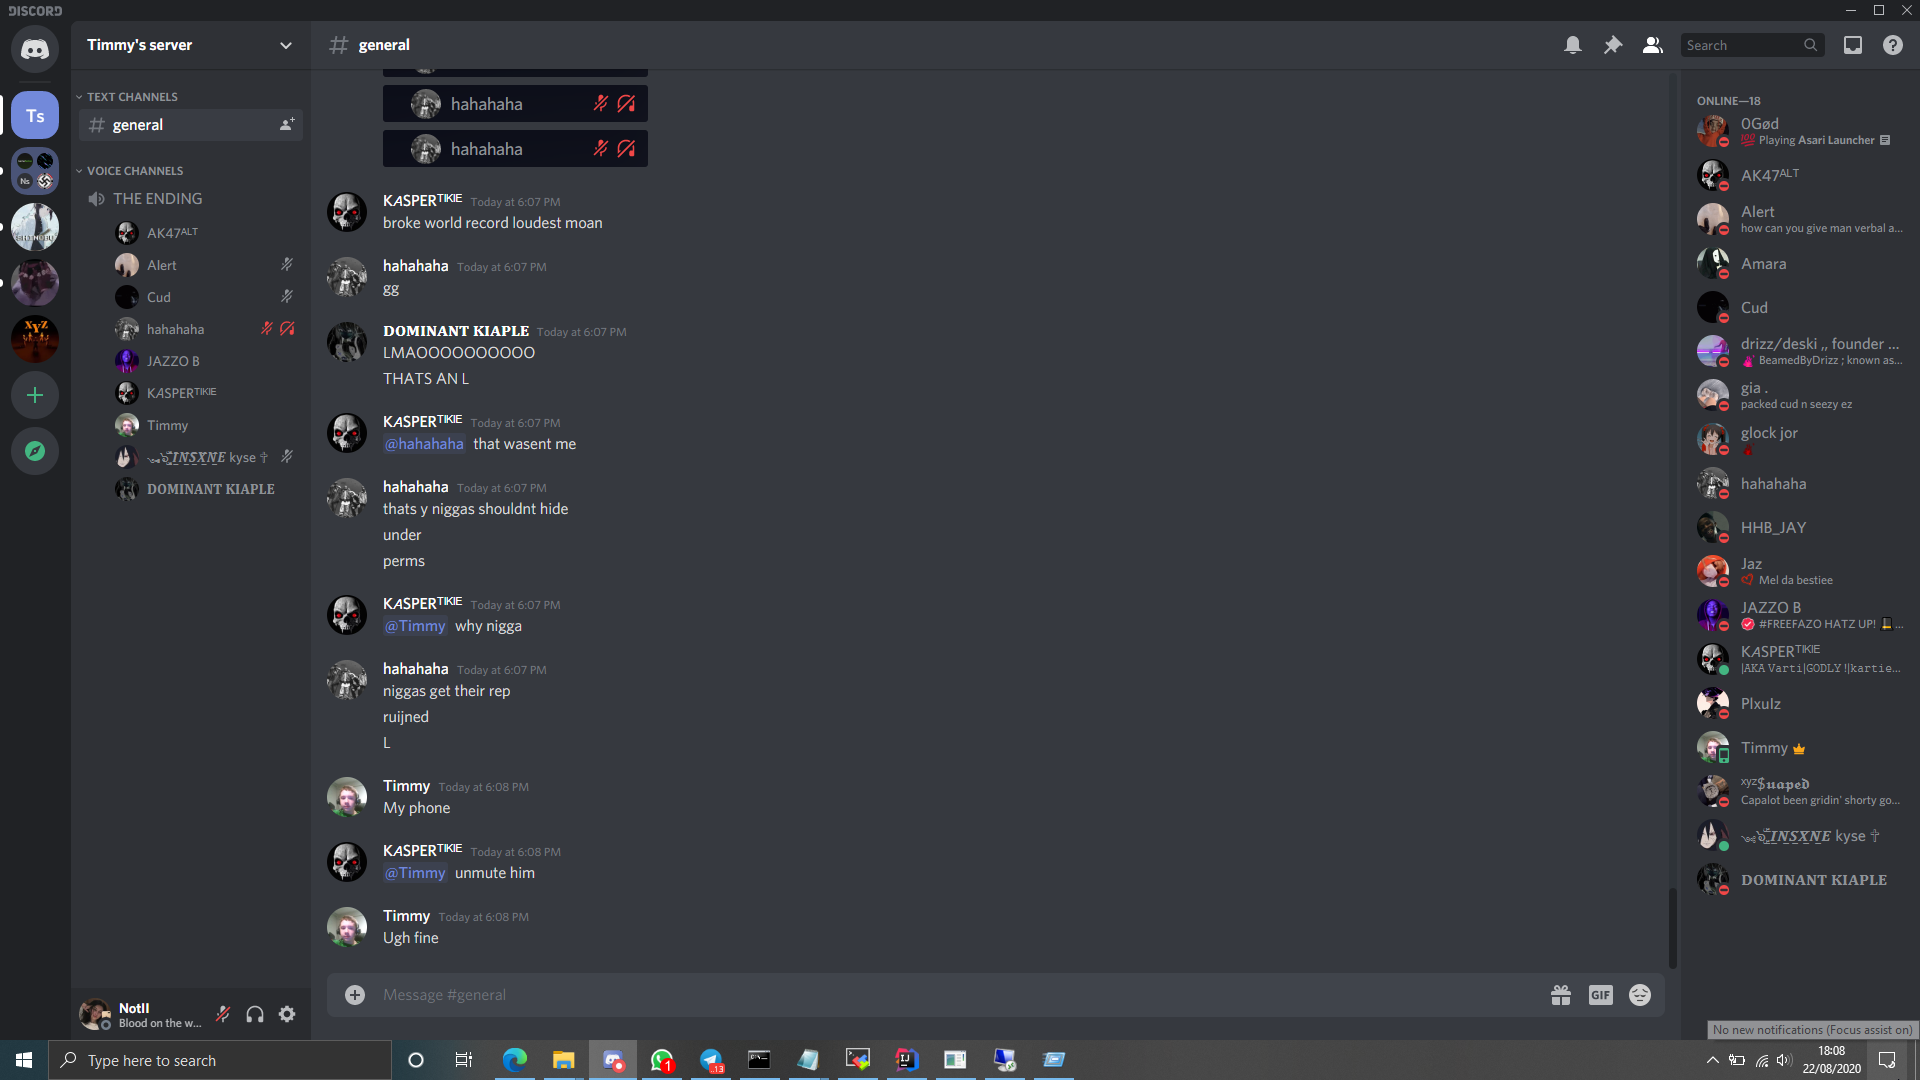 DISCORD
Timmy's server
general
Search
TEXT CHANNELS
general
VOICE CHANNELS
THE ENDING
AK47ALT
Alert
Cud
hahahaha
JAZZO B
KASPERTIKIE
Timmy
INSXNE kyse ✞
DOMINANT KIAPLE
Ts
Ns
XYZ
NotII
Blood on the w...
hahahaha
hahahaha
KASPERTIKIE Today at 6:07 PM
broke world record loudest moan
hahahaha Today at 6:07 PM
gg
DOMINANT KIAPLE Today at 6:07 PM
LMAOOOOOOOOOO
THATS AN L
KASPERTIKIE Today at 6:07 PM
@hahahaha that wasent me
hahahaha Today at 6:07 PM
thats y niggas shouldnt hide
under
perms
KASPERTIKIE Today at 6:07 PM
@Timmy why nigga
hahahaha Today at 6:07 PM
niggas get their rep
ruijned
L
Timmy Today at 6:08 PM
My phone
KASPERTIKIE Today at 6:08 PM
@Timmy unmute him
Timmy Today at 6:08 PM
Ugh fine
Message #general
GIF
ONLINE—18
0Gød
💯 Playing Asari Launcher
AK47ALT
Alert
how can you give man verbal a...
Amara
Cud
drizz/deski ,, founder ...
BeamedByDrizz ; known as...
gia .
packed cud n seezy ez
glock jor
hahahaha
HHB_JAY
Jaz
Mel da bestiee
JAZZO B
#FREEFAZO HATZ UP! ...
KASPERTIKIE
|AKA Varti|GODLY !|kartie...
Plxulz
Timmy
xyz$𝖚𝖆𝖕𝖊𝖉
Capalot been gridin' shorty go...
INSXNE kyse ✞
DOMINANT KIAPLE
No new notifications (Focus assist on)
Type here to search
1
13
18:08
22/08/2020